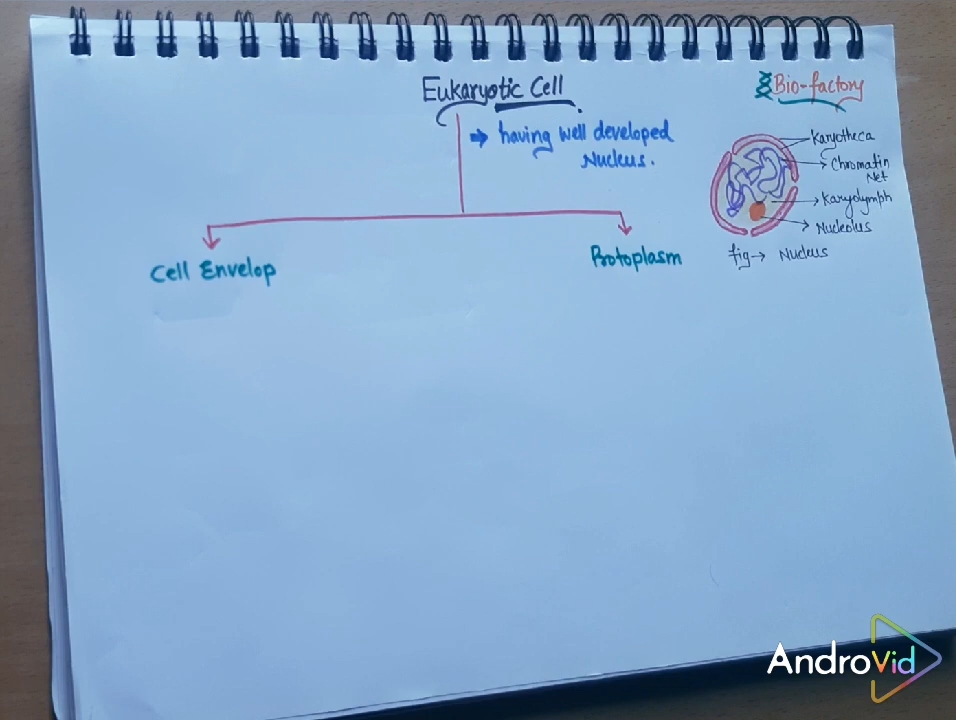 Eukaryotic Cell
Bio-factory
→ having well developed
Nucleus.
Karyotheca
→ Chromatin
Net
→ Karyolymph
→ Nucleolus
fig → Nucleus
Cell Envelop
Protoplasm
AndroVid